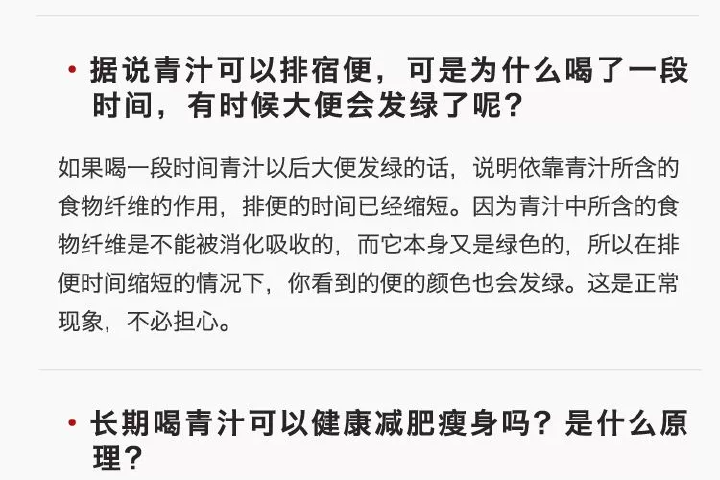 • 据说青汁可以排宿便，可是为什么喝了一段
时间，有时候大便会发绿了呢？
如果喝一段时间青汁以后大便发绿的话，说明依靠青汁所含的
食物纤维的作用，排便的时间已经缩短。因为青汁中所含的食
物纤维是不能被消化吸收的，而它本身又是绿色的，所以在排
便时间缩短的情况下，你看到的便的颜色也会发绿。这是正常
现象，不必担心。
• 长期喝青汁可以健康减肥瘦身吗？是什么原
理？